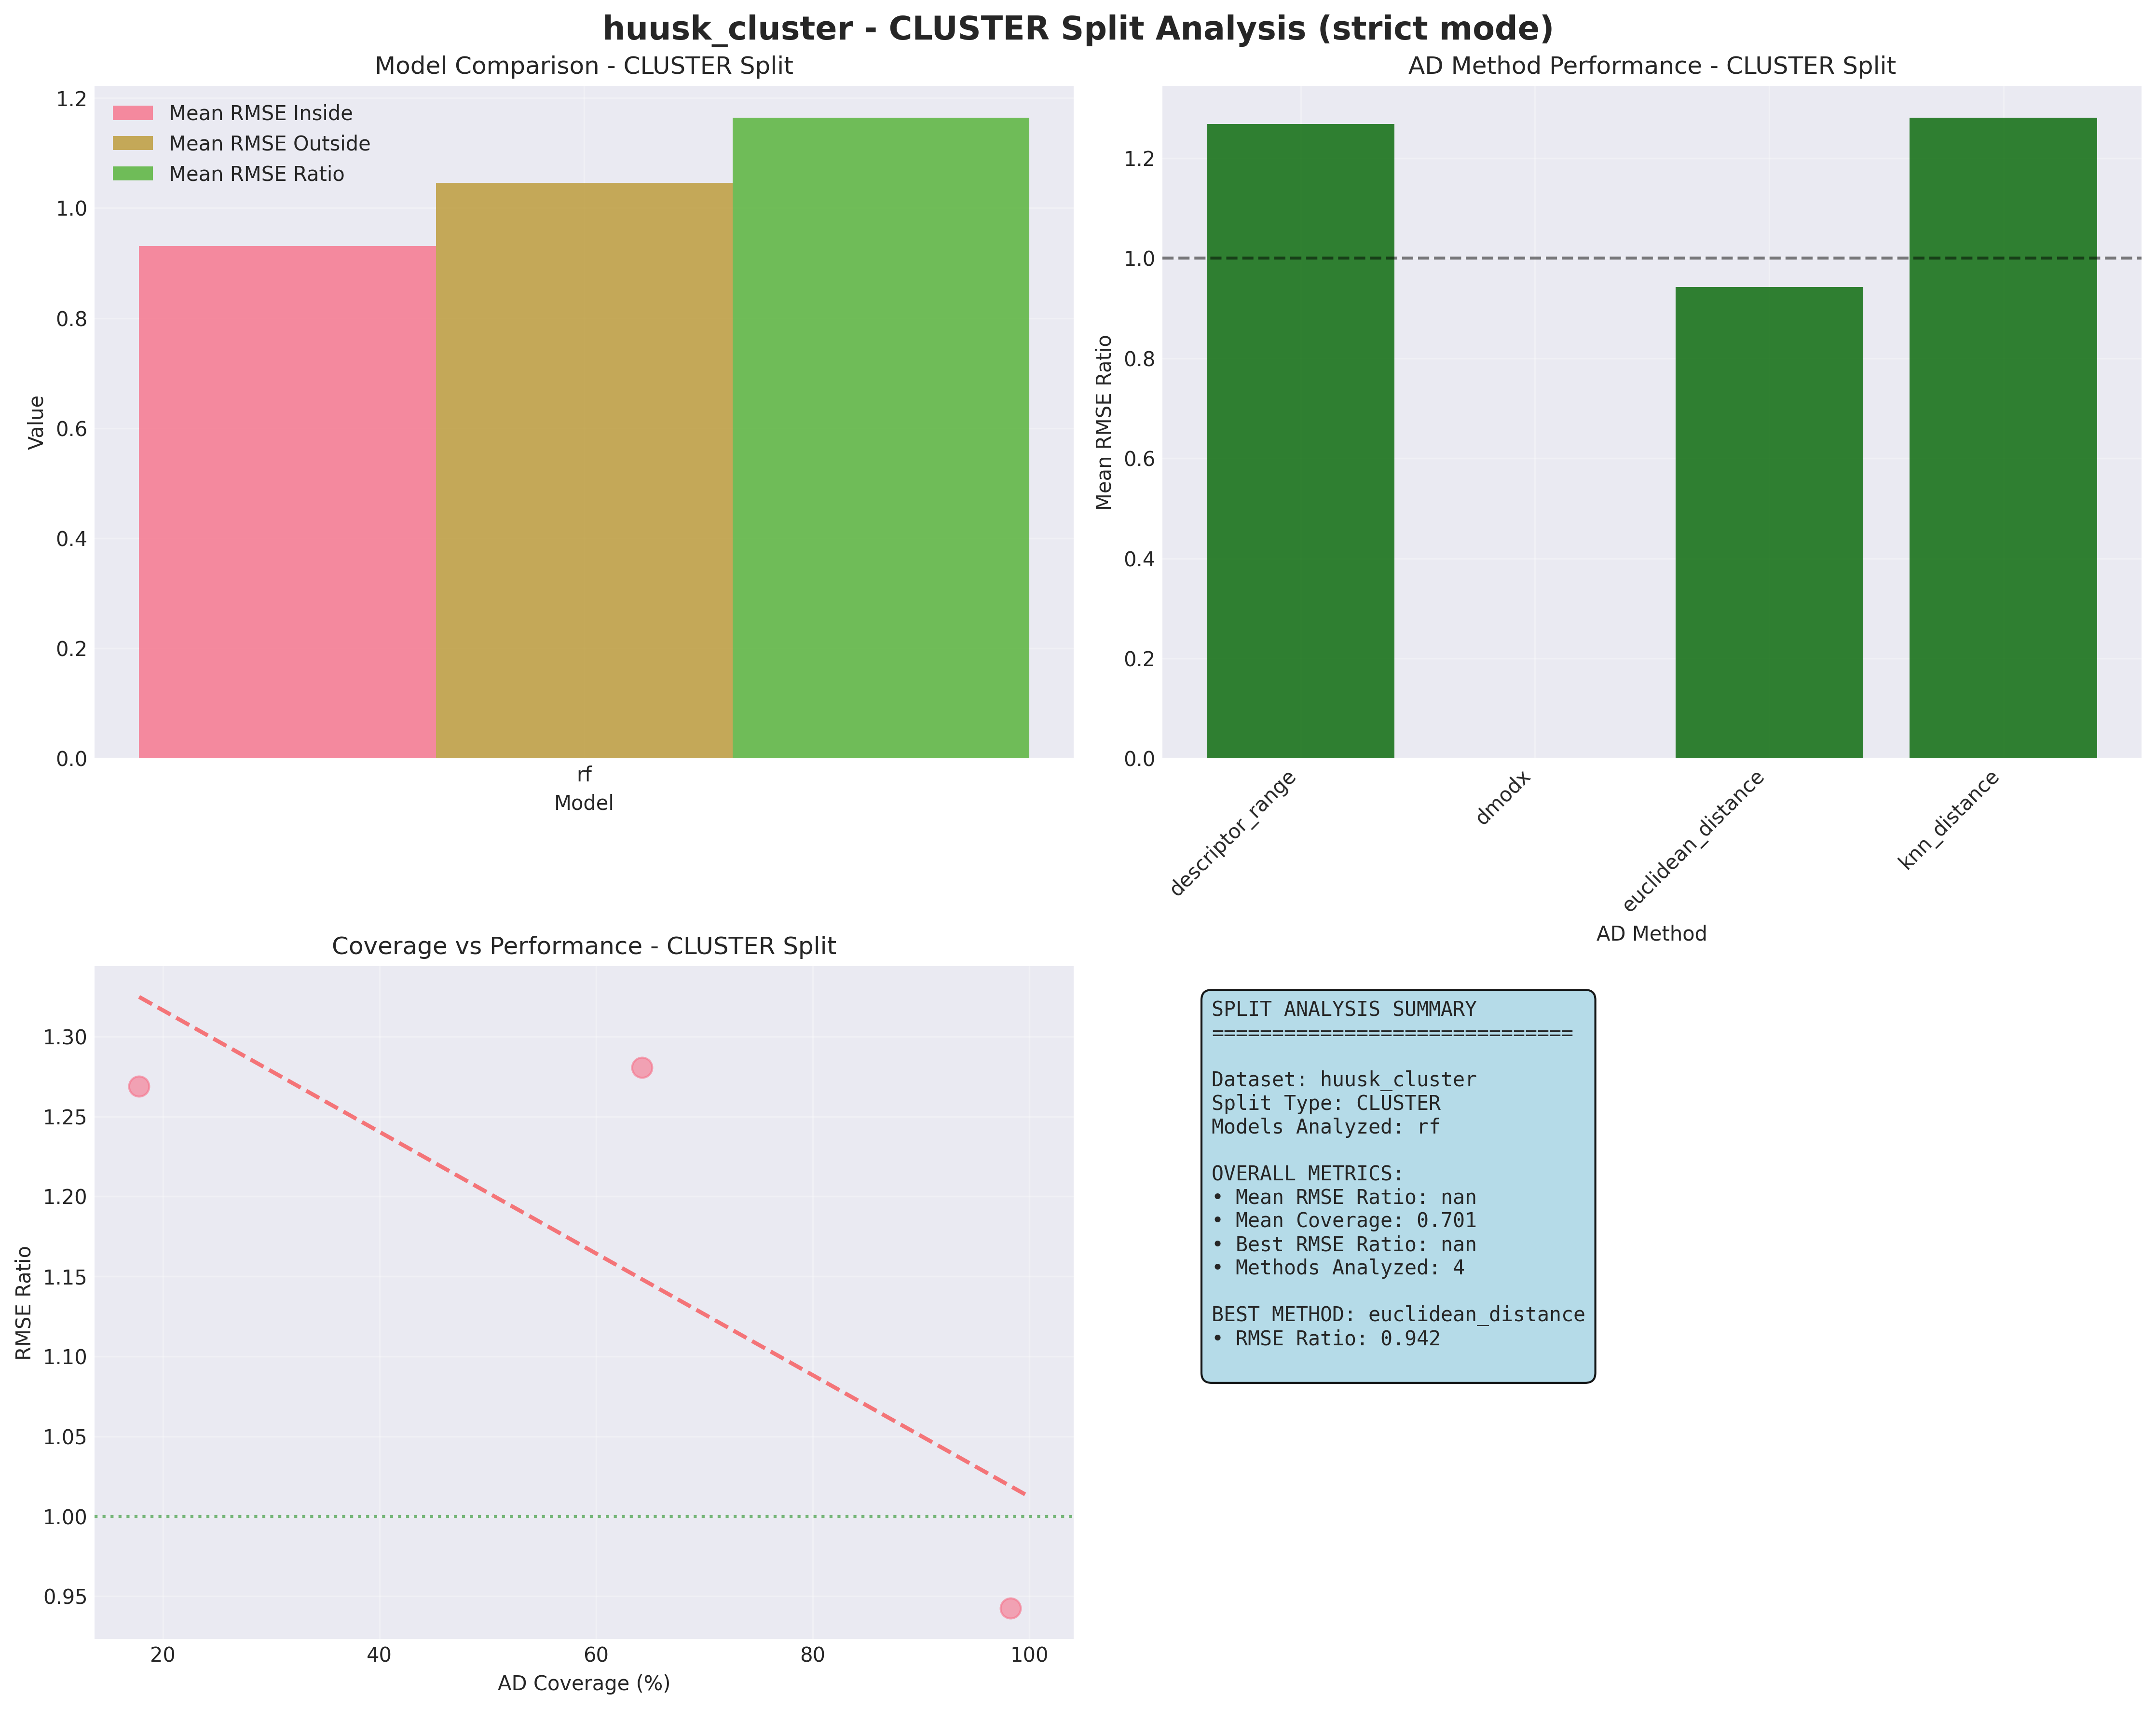 huusk_cluster - CLUSTER Split Analysis (strict mode)
Model Comparison - CLUSTER Split
1.2
1.0
0.8
0.6
0.4
0.2
0.0
Value
Mean RMSE Inside
Mean RMSE Outside
Mean RMSE Ratio
rf
Model
AD Method Performance - CLUSTER Split
1.2
1.0
0.8
0.6
0.4
0.2
0.0
Mean RMSE Ratio
descriptor_range
dmodx
euclidean_distance
knn_distance
AD Method
Coverage vs Performance - CLUSTER Split
1.30
1.25
1.20
1.15
1.10
1.05
1.00
0.95
RMSE Ratio
20
40
60
80
100
AD Coverage (%)
SPLIT ANALYSIS SUMMARY
==============================
Dataset: huusk_cluster
Split Type: CLUSTER
Models Analyzed: rf
OVERALL METRICS:
• Mean RMSE Ratio: nan
• Mean Coverage: 0.701
• Best RMSE Ratio: nan
• Methods Analyzed: 4
BEST METHOD: euclidean_distance
• RMSE Ratio: 0.942